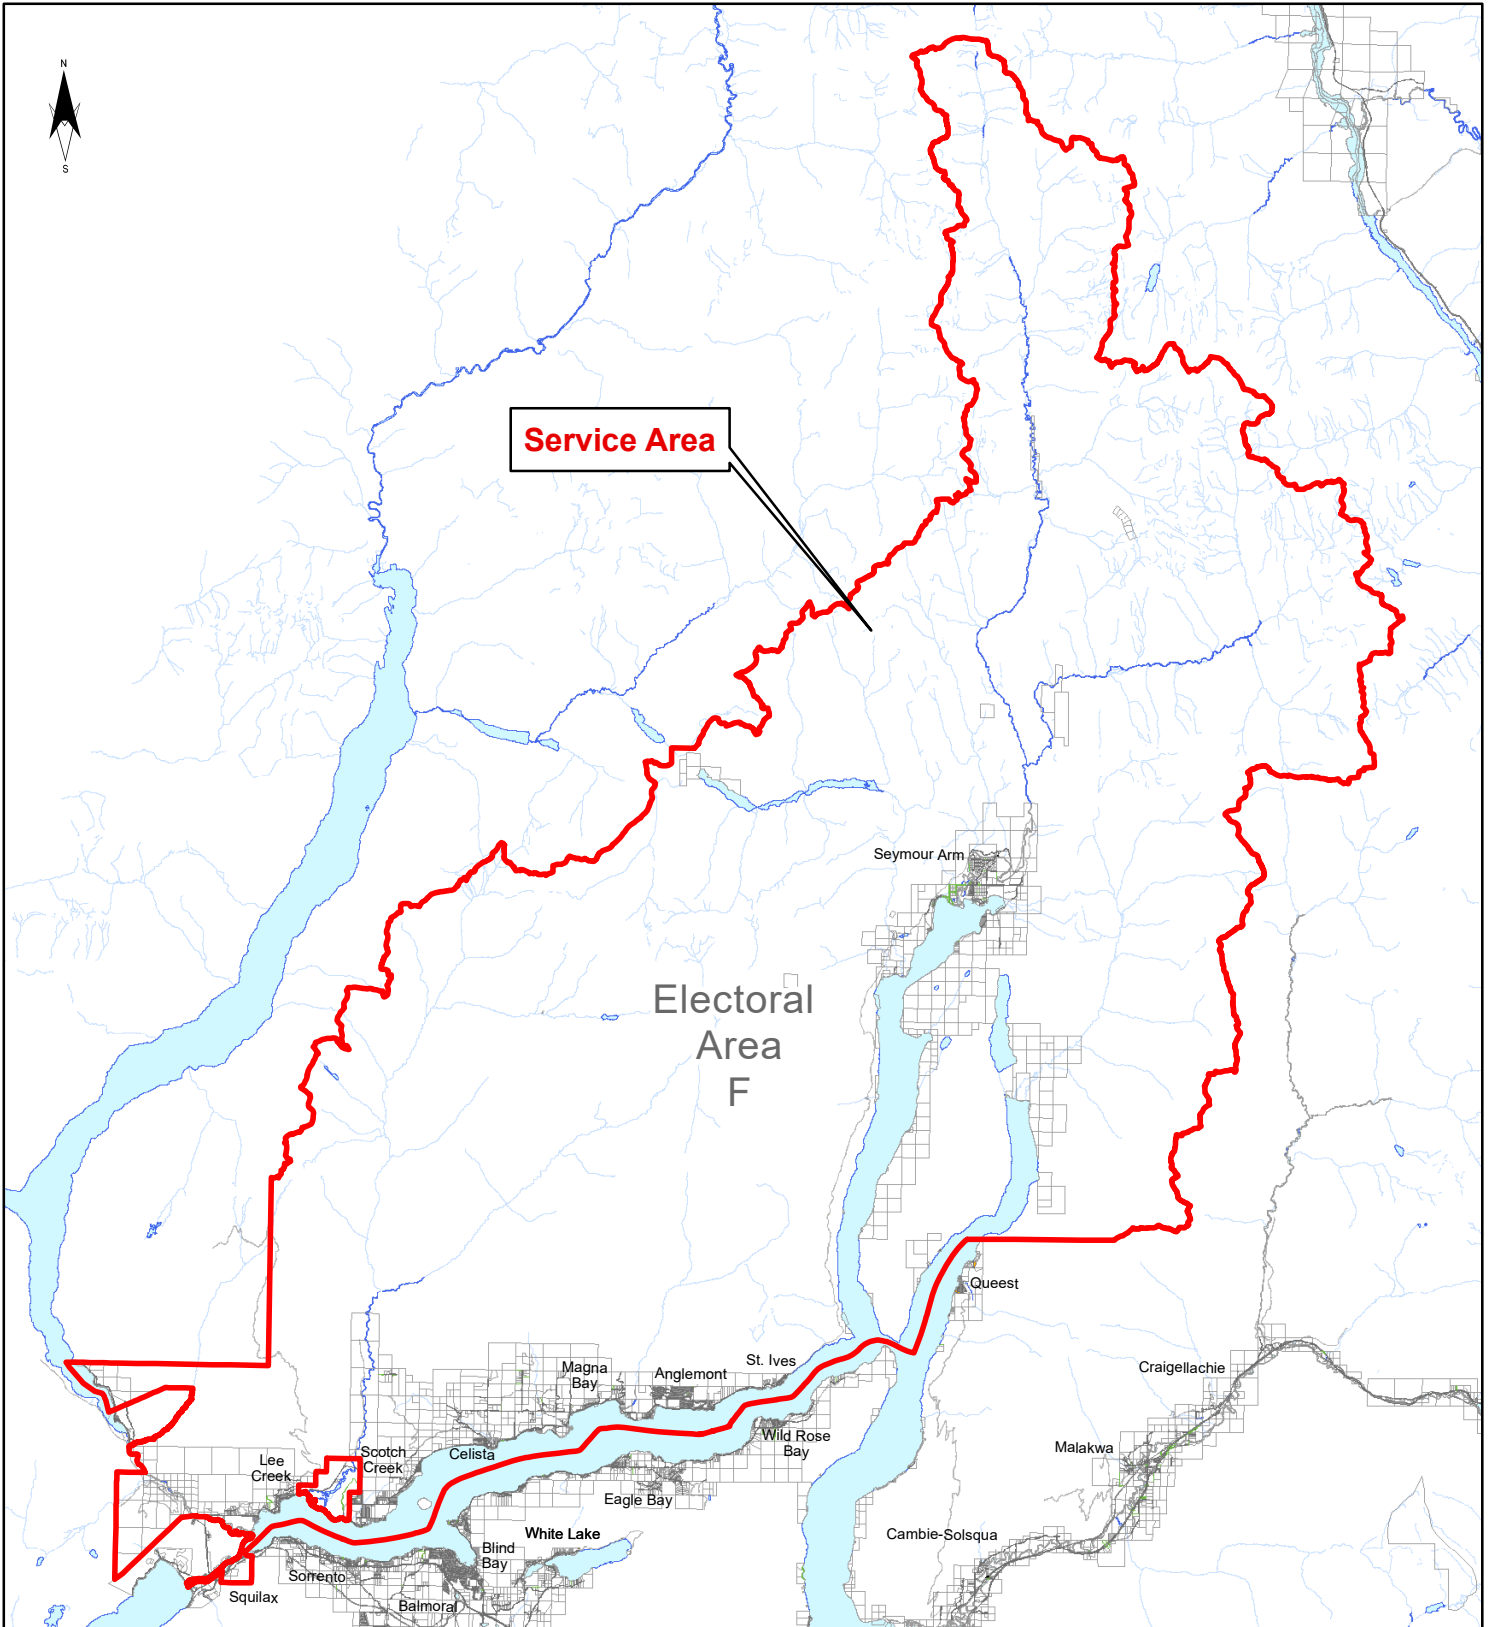 N
S
Service Area
Seymour Arm
Electoral
Area
F
Queest
Magna
Bay
Anglemont
St. Ives
Craigellachie
Lee
Creek
Scotch
Creek
Celista
Wild Rose
Bay
Malakwa
Eagle Bay
White Lake
Cambie-Solsqua
Blind
Bay
Sorrento
Squilax
Balmoral